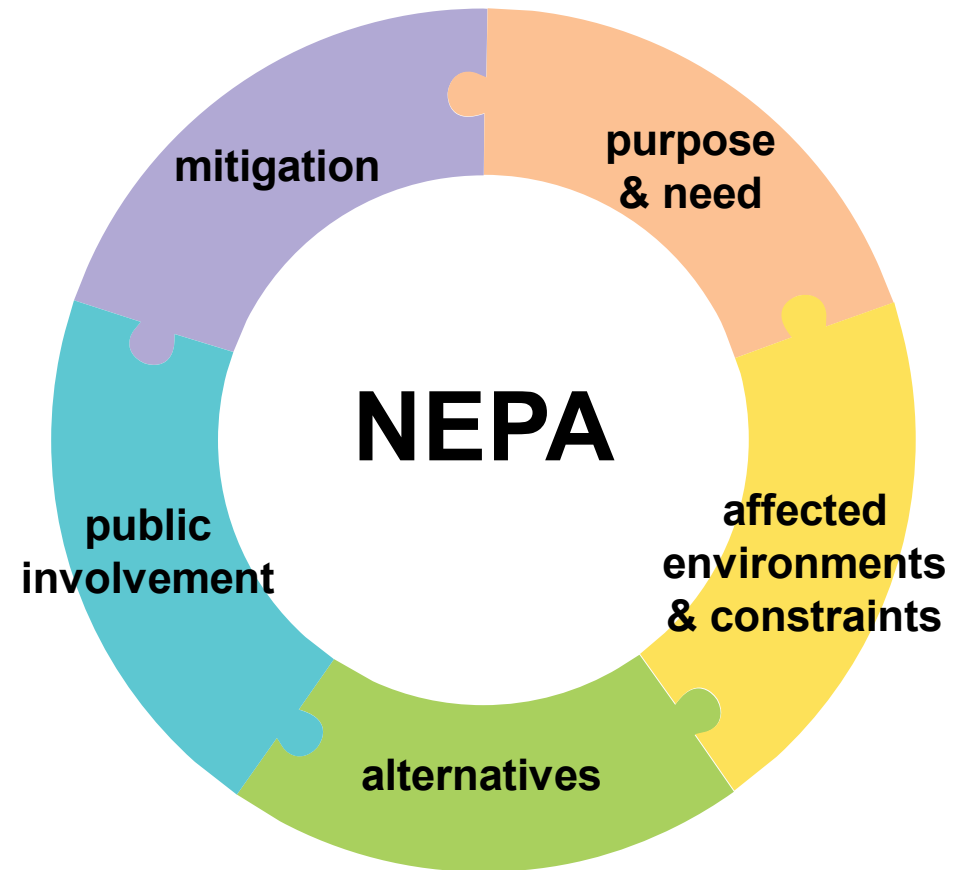 mitigation
purpose
& need
NEPA
affected
environments
& constraints
public
involvement
alternatives